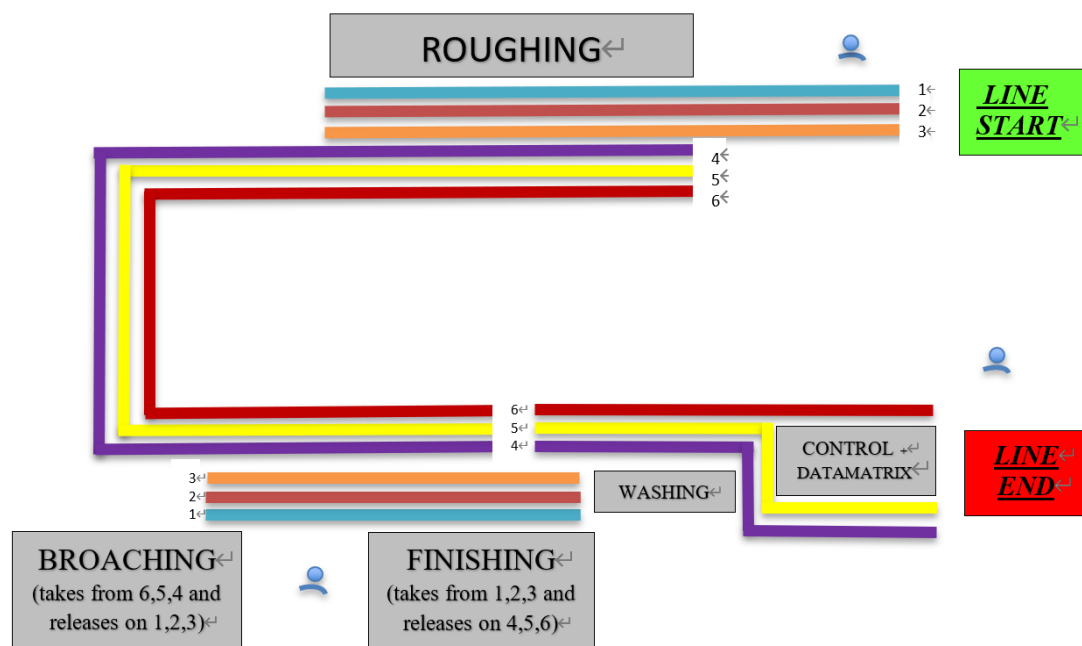 ROUGHING
LINE
START
1
2
3
4
5
6
6
5
4
3
2
1
CONTROL +
DATAMATRIX
WASHING
LINE
END
BROACHING
(takes from 6,5,4 and
releases on 1,2,3)
FINISHING
(takes from 1,2,3 and
releases on 4,5,6)